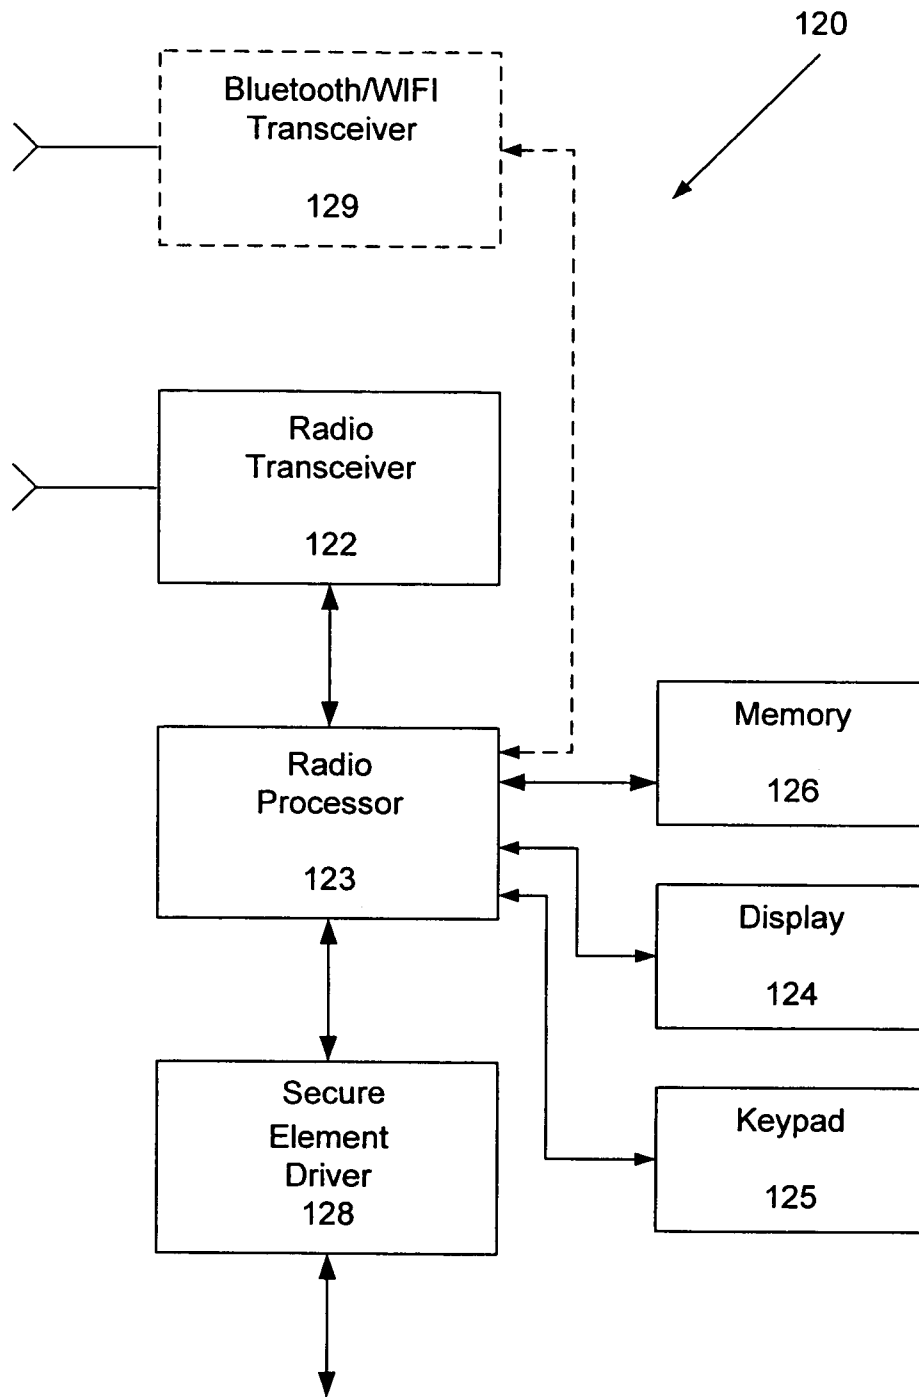 120
Bluetooth/WIFI
Transceiver
129
Radio
Transceiver
122
Radio
Processor
123
Memory
126
Display
124
Secure
Element
Driver
128
Keypad
125